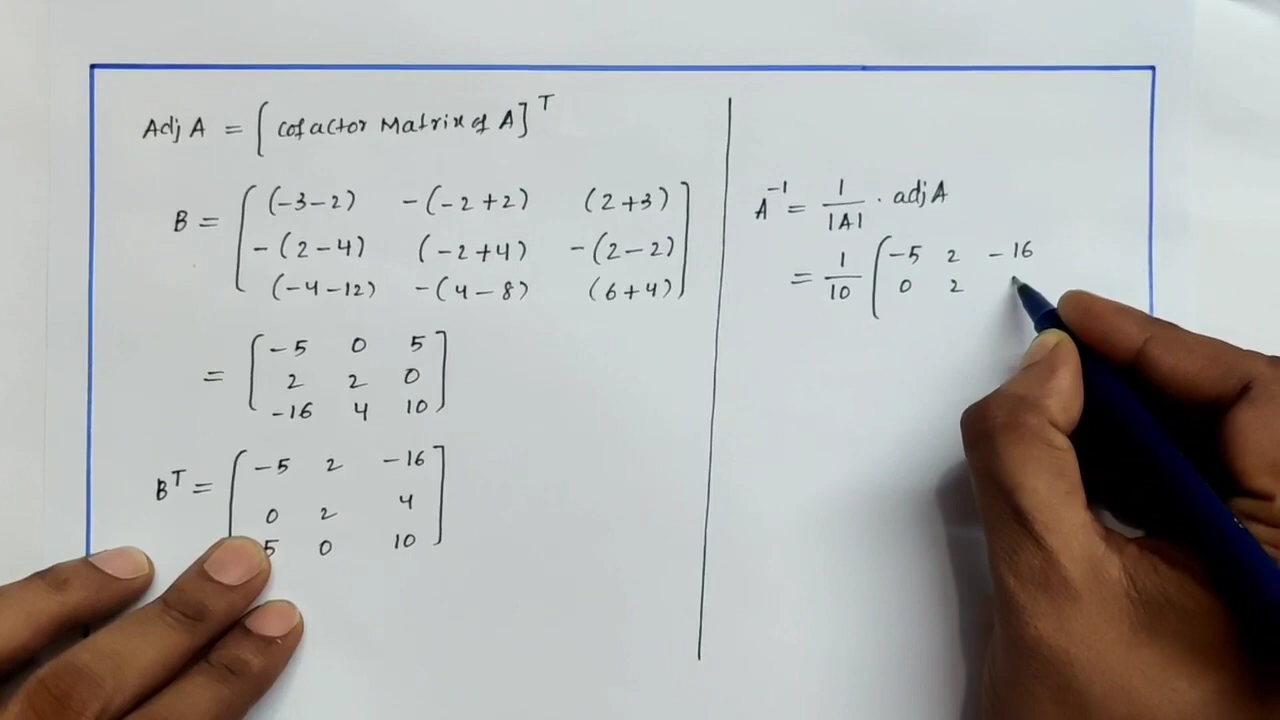 Adj A = [cofactor Matrix of A]^T
B = [(-3-2) -(-2+2) (2+3)
-(2-4) (-2+4) -(2-2)
(-4-12) -(4-8) (6+4)]
= [-5 0 5
2 2 0
-16 4 10]
B^T = [-5 2 -16
0 2 4
5 0 10]
A^-1 = 1/|A| · adj A
= 1/10 [-5 2 -16
0 2